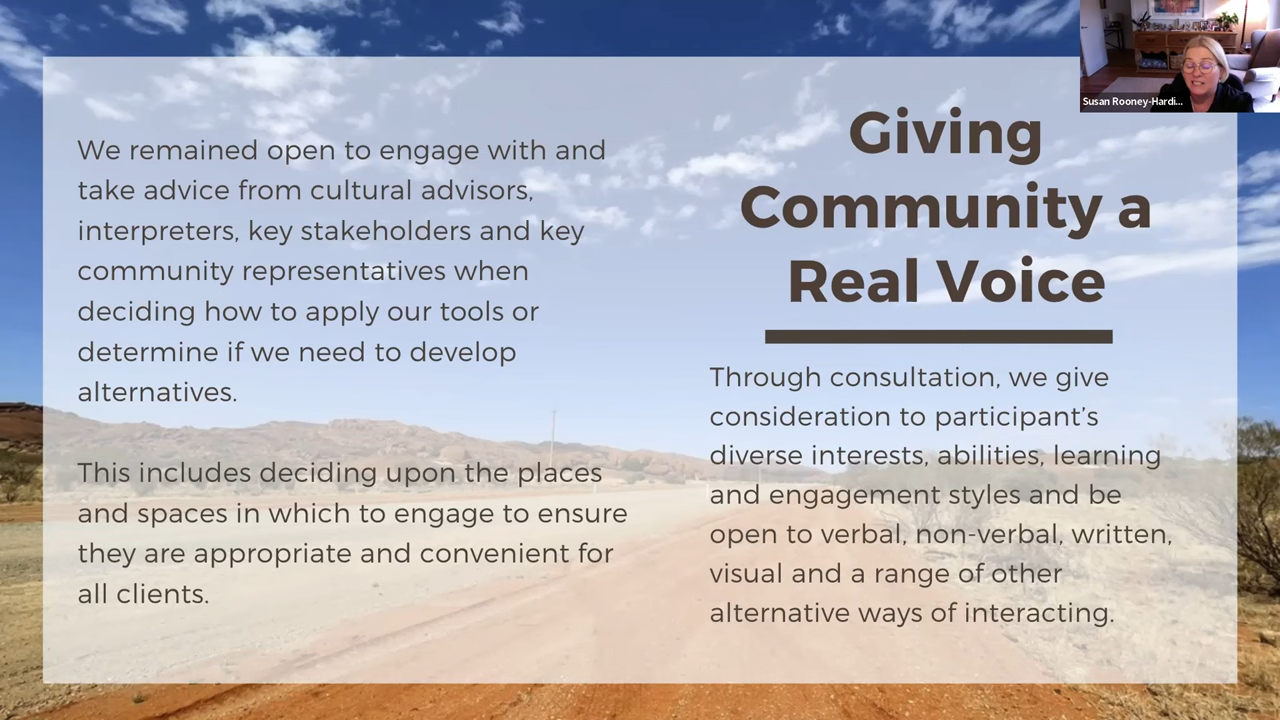 We remained open to engage with and
take advice from cultural advisors,
interpreters, key stakeholders and key
community representatives when
deciding how to apply our tools or
determine if we need to develop
alternatives.
This includes deciding upon the places
and spaces in which to engage to ensure
they are appropriate and convenient for
all clients.
Giving
Community a
Real Voice
Through consultation, we give
consideration to participant’s
diverse interests, abilities, learning
and engagement styles and be
open to verbal, non-verbal, written,
visual and a range of other
alternative ways of interacting.
Susan Rooney-Hardi...